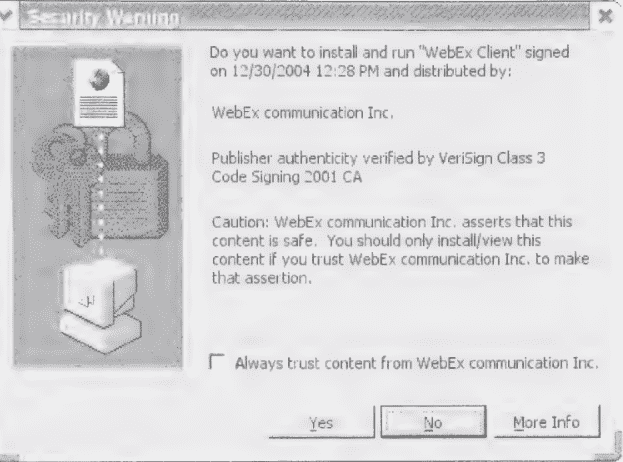 Security Warning
Do you want to install and run "WebEx Client" signed
on 12/30/2004 12:28 PM and distributed by:
WebEx communication Inc.
Publisher authenticity verified by VeriSign Class 3
Code Signing 2001 CA
Caution: WebEx communication Inc. asserts that this
content is safe. You should only install/view this
content if you trust WebEx communication Inc. to make
that assertion.
Always trust content from WebEx communication Inc.
Yes
No
More Info